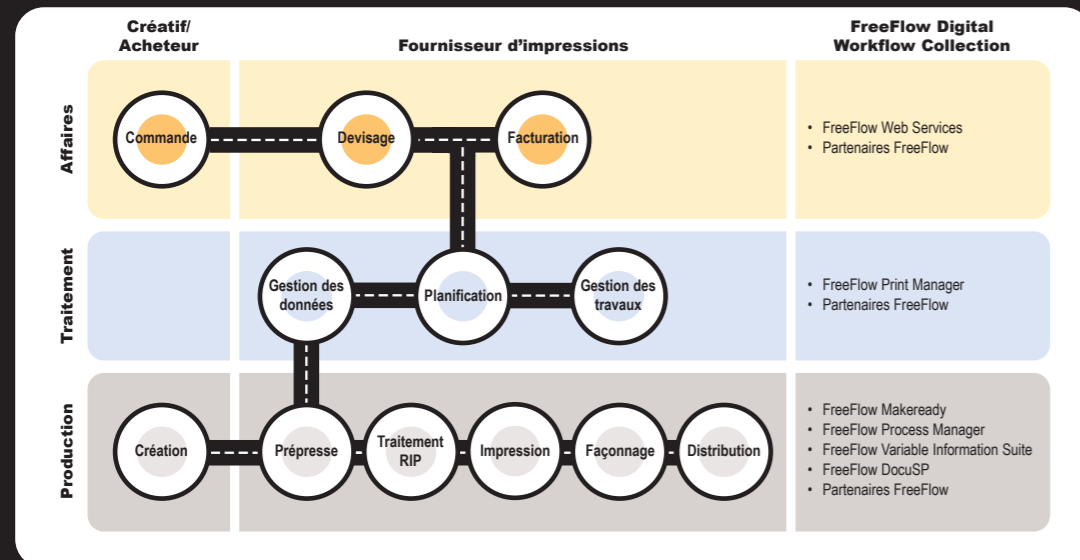 Créatif/
Acheteur
Fournisseur d’impressions
FreeFlow Digital
Workflow Collection
Affaires
Commande
Devisage
Facturation
• FreeFlow Web Services
• Partenaires FreeFlow
Traitement
Gestion des
données
Planification
Gestion des
travaux
• FreeFlow Print Manager
• Partenaires FreeFlow
Production
Création
Prépresse
Traitement
RIP
Impression
Façonnage
Distribution
• FreeFlow Makeready
• FreeFlow Process Manager
• FreeFlow Variable Information Suite
• FreeFlow DocuSP
• Partenaires FreeFlow